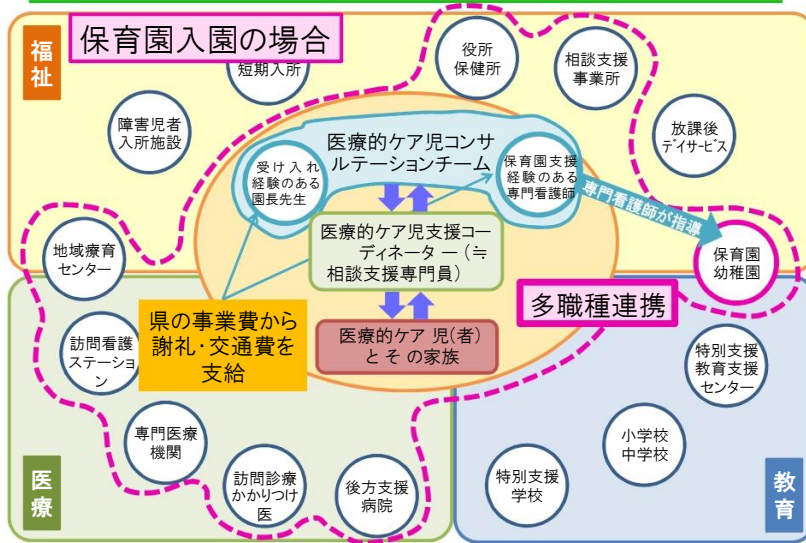 福祉
保育園入園の場合
短期入所
役所
保健所
相談支援
事業所
障害児者
入所施設
放課後
デイサービス
医療的ケア児コンサ
ルテーションチーム
受け入れ
経験のある
園長先生
保育園支援
経験のある
専門看護師
専門看護師が指導
医療的ケア児支援コー
ディネーター(≒
相談支援専門員)
地域療育
センター
保育園
幼稚園
県の事業費から
謝礼・交通費を
支給
多職種連携
医療的ケア 児(者)
とその家族
訪問看護
ステーショ
ン
特別支援
教育支援
センター
専門医療
機関
小学校
中学校
訪問診療
かかりつけ
医
後方支援
病院
特別支援
学校
医療
教育